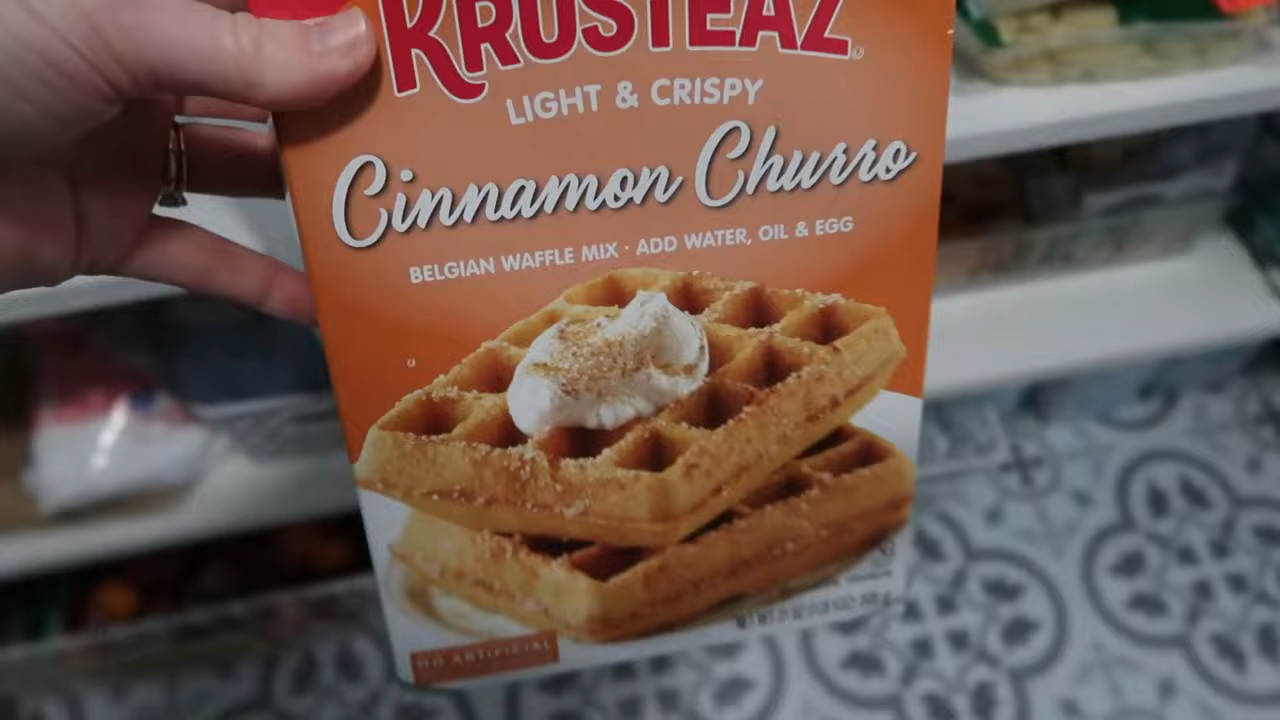 KRUSTEAZ
LIGHT & CRISPY
Cinnamon Churro
BELGIAN WAFFLE MIX · ADD WATER, OIL & EGG
NO ARTIFICIAL